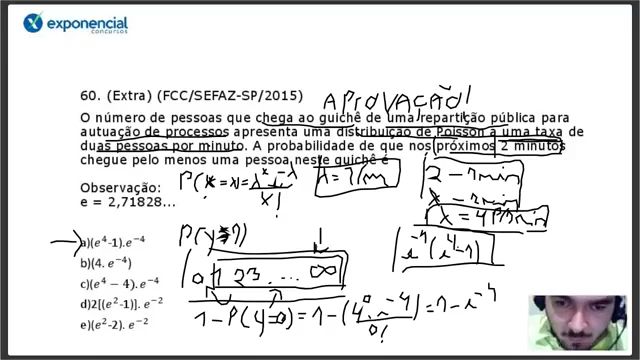 exponencial
concursos
60. (Extra) (FCC/SEFAZ-SP/2015)
APROVAÇÃO!
O número de pessoas que chega ao guichê de uma repartição pública para
autuação de processos apresenta uma distribuição de Poisson a uma taxa de
duas pessoas por minuto. A probabilidade de que nos próximos 2 minutos
chegue pelo menos uma pessoa neste guichê é
Observação:
e = 2,71828...
2 - 1min
x = 4
a)(e⁴-1).e⁻⁴
e⁻⁴(e⁴-1)
b)(4. e⁻⁴)
0 1 2 3 .... ∞
c)(e⁴ – 4). e⁻⁴
d)2[(e²-1)]. e⁻²
1-P(y=0) = 1-(4⁰.e⁻⁴) = 1-e⁻⁴
0!
e)(e²-2). e⁻²